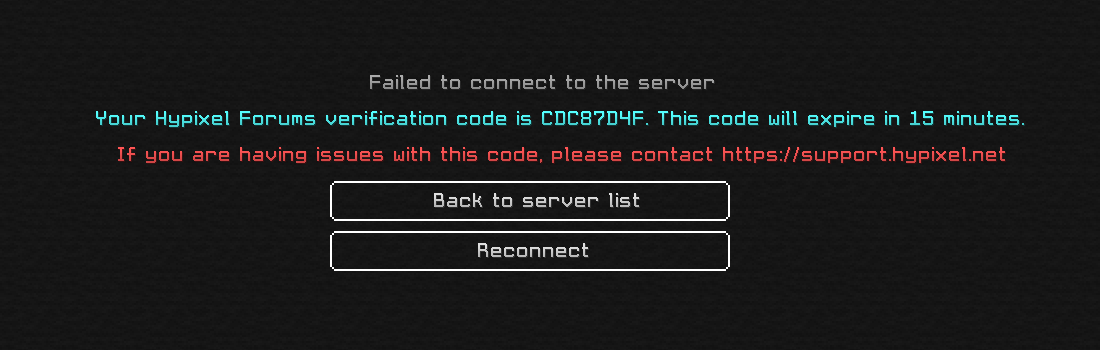 Failed to connect to the server
Your Hypixel Forums verification code is CDC87D4F. This code will expire in 15 minutes.
If you are having issues with this code, please contact https://support.hypixel.net
Back to server list
Reconnect